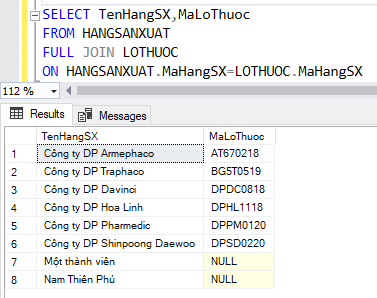 SELECT TenHangSX,MaLoThuoc
FROM HANGSANXUAT
FULL JOIN LOTHUOC
ON HANGSANXUAT.MaHangSX=LOTHUOC.MaHangSX
112 %
Results Messages
TenHangSX MaLoThuoc
1 Công ty DP Armephaco AT670218
2 Công ty DP Traphaco BG5T0519
3 Công ty DP Davinci DPDC0818
4 Công ty DP Hoa Linh DPHL1118
5 Công ty DP Pharmedic DPPM0120
6 Công ty DP Shinpoong Daewoo DPSD0220
7 Một thành viên NULL
8 Nam Thiên Phú NULL